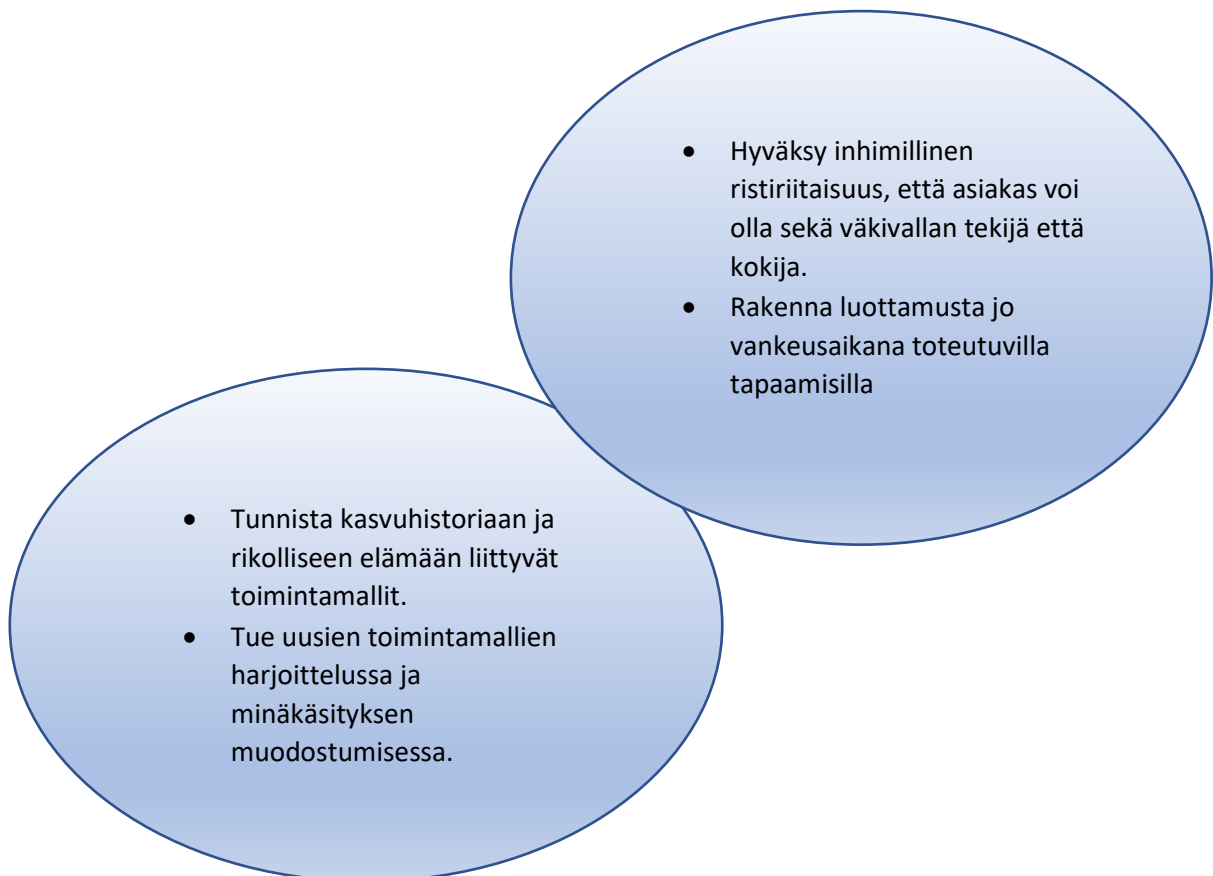 • Hyväksy inhimillinen
ristiriitaisuus, että asiakas voi
olla sekä väkivallan tekijä että
kokija.
• Rakenna luottamusta jo
vankeusaikana toteutuvilla
tapaamisilla
• Tunnista kasvuhistoriaan ja
rikolliseen elämään liittyvät
toimintamallit.
• Tue uusien toimintamallien
harjoittelussa ja
minäkäsityksen
muodostumisessa.